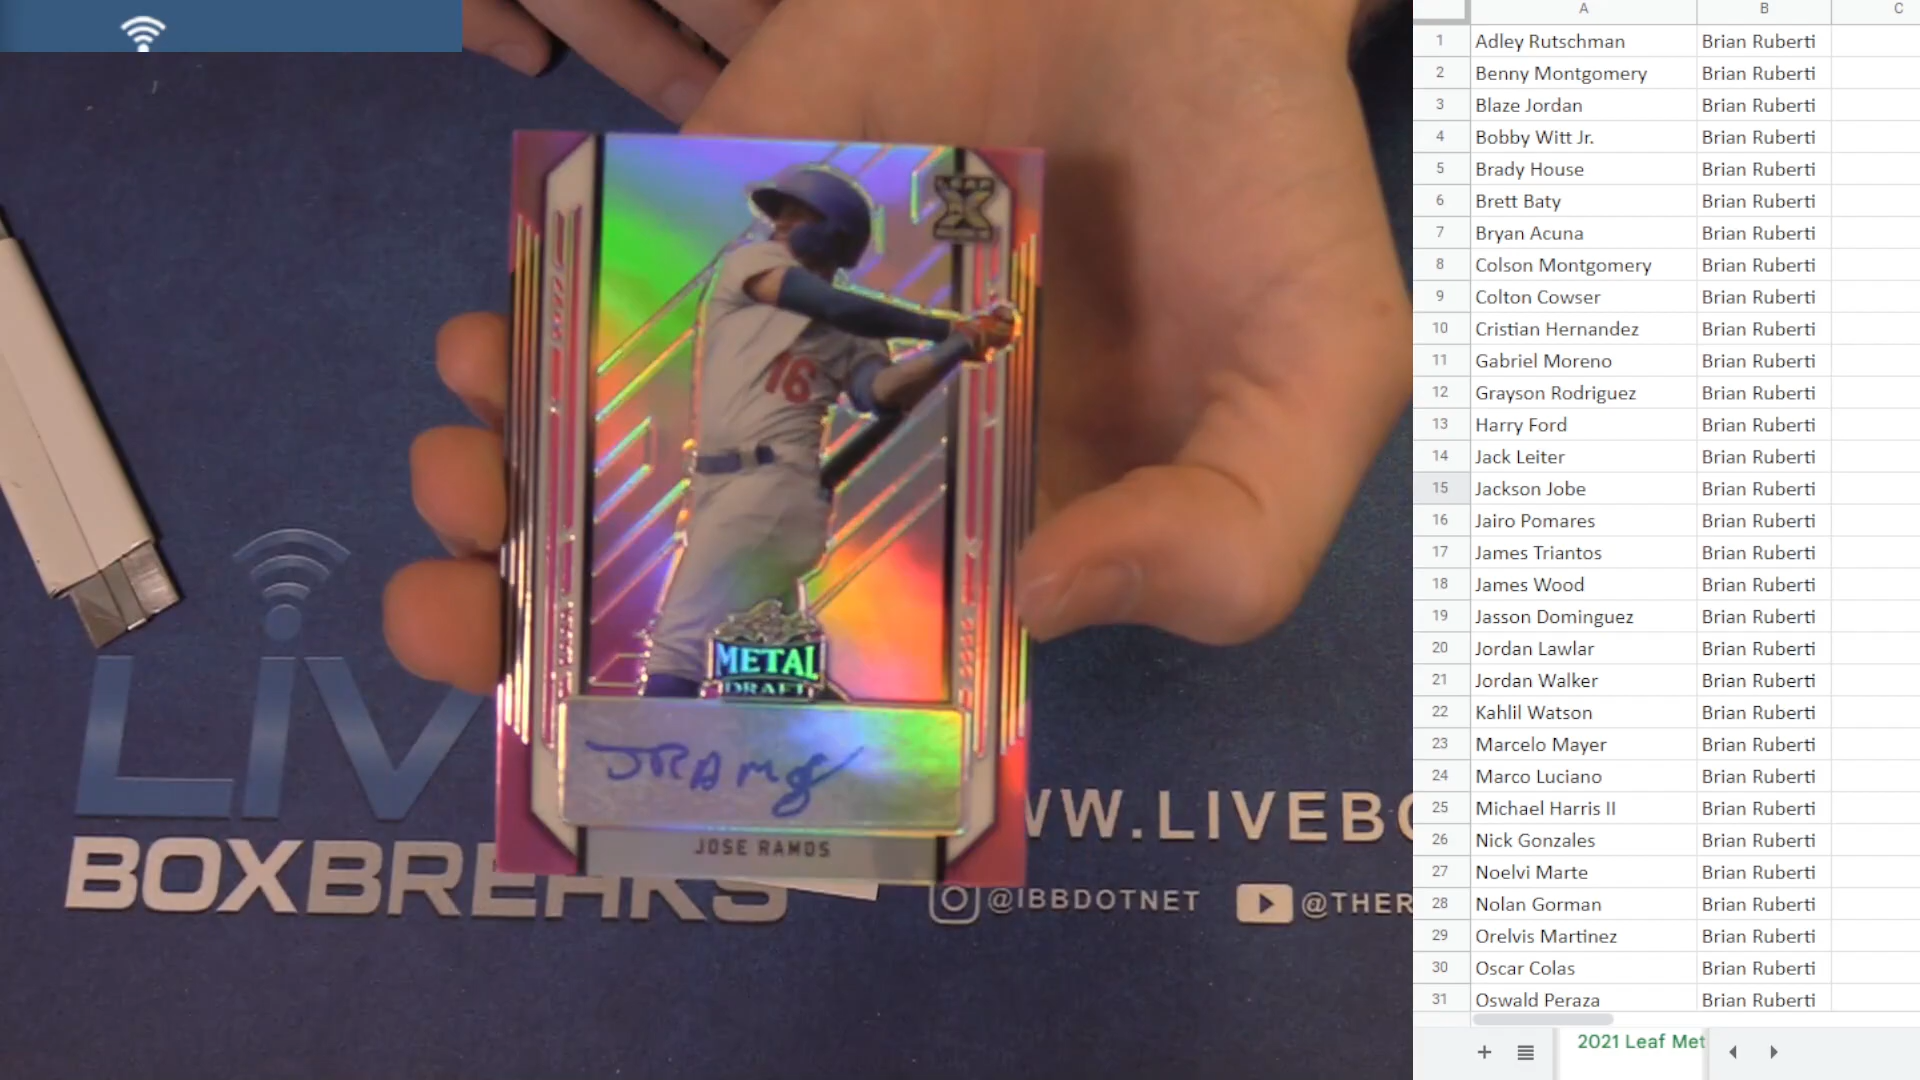 LEAF
X
16
METAL
DRAFT
JRAMOS
JOSE RAMOS
LIV
BOXBREAKS
WW.LIVEBO
@IBBDOTNET
@THER
A B C
1 Adley Rutschman Brian Ruberti
2 Benny Montgomery Brian Ruberti
3 Blaze Jordan Brian Ruberti
4 Bobby Witt Jr. Brian Ruberti
5 Brady House Brian Ruberti
6 Brett Baty Brian Ruberti
7 Bryan Acuna Brian Ruberti
8 Colson Montgomery Brian Ruberti
9 Colton Cowser Brian Ruberti
10 Cristian Hernandez Brian Ruberti
11 Gabriel Moreno Brian Ruberti
12 Grayson Rodriguez Brian Ruberti
13 Harry Ford Brian Ruberti
14 Jack Leiter Brian Ruberti
15 Jackson Jobe Brian Ruberti
16 Jairo Pomares Brian Ruberti
17 James Triantos Brian Ruberti
18 James Wood Brian Ruberti
19 Jasson Dominguez Brian Ruberti
20 Jordan Lawlar Brian Ruberti
21 Jordan Walker Brian Ruberti
22 Kahlil Watson Brian Ruberti
23 Marcelo Mayer Brian Ruberti
24 Marco Luciano Brian Ruberti
25 Michael Harris II Brian Ruberti
26 Nick Gonzales Brian Ruberti
27 Noelvi Marte Brian Ruberti
28 Nolan Gorman Brian Ruberti
29 Orelvis Martinez Brian Ruberti
30 Oscar Colas Brian Ruberti
31 Oswald Peraza Brian Ruberti
2021 Leaf Met